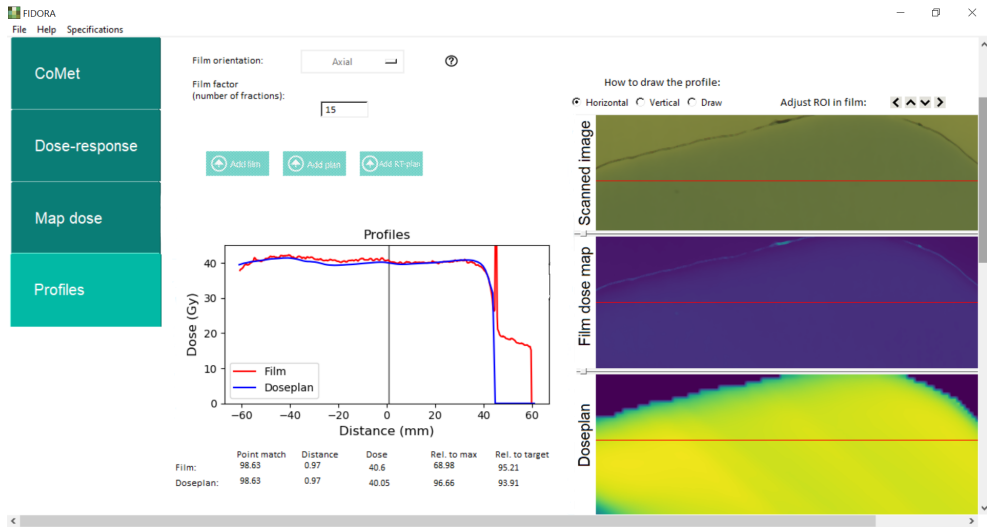 FIDORA
File Help Specifications
CoMet
Dose-response
Map dose
Profiles
Film orientation:
Axial
Film factor
(number of fractions):
15
Add film
Add plan
Add RT-plan
How to draw the profile:
Horizontal Vertical Draw
Adjust ROI in film:
Scanned image
Film dose map
Doseplan
Profiles
Dose (Gy)
40
30
20
10
0
Film
Doseplan
−60 −40 −20 0 20 40 60
Distance (mm)
Point match Distance Dose Rel. to max Rel. to target
Film: 98.63 0.97 40.6 68.98 95.21
Doseplan: 98.63 0.97 40.05 96.66 93.91